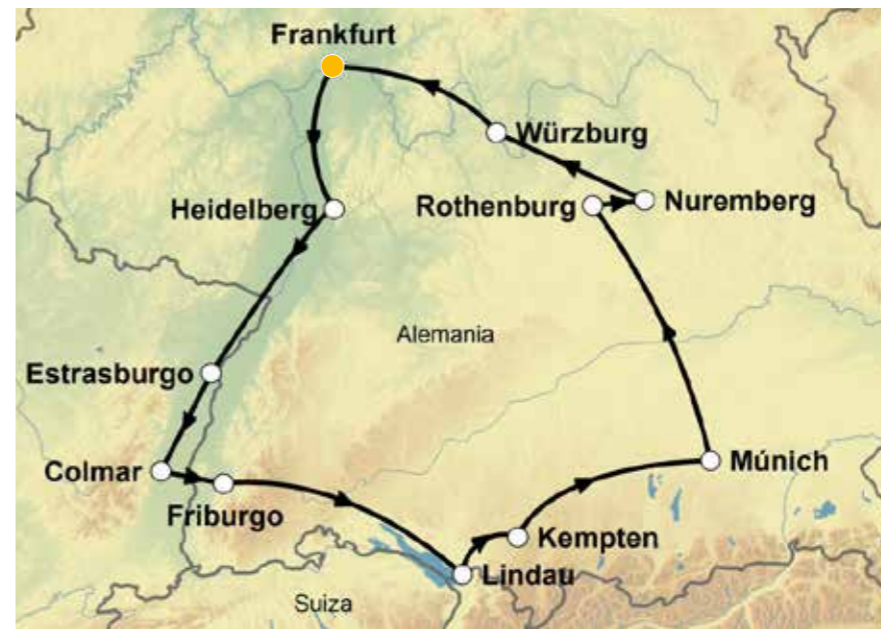 Frankfurt
Würzburg
Heidelberg
Rothenburg
Nuremberg
Alemania
Estrasburgo
Colmar
Múnich
Friburgo
Kempten
Lindau
Suiza